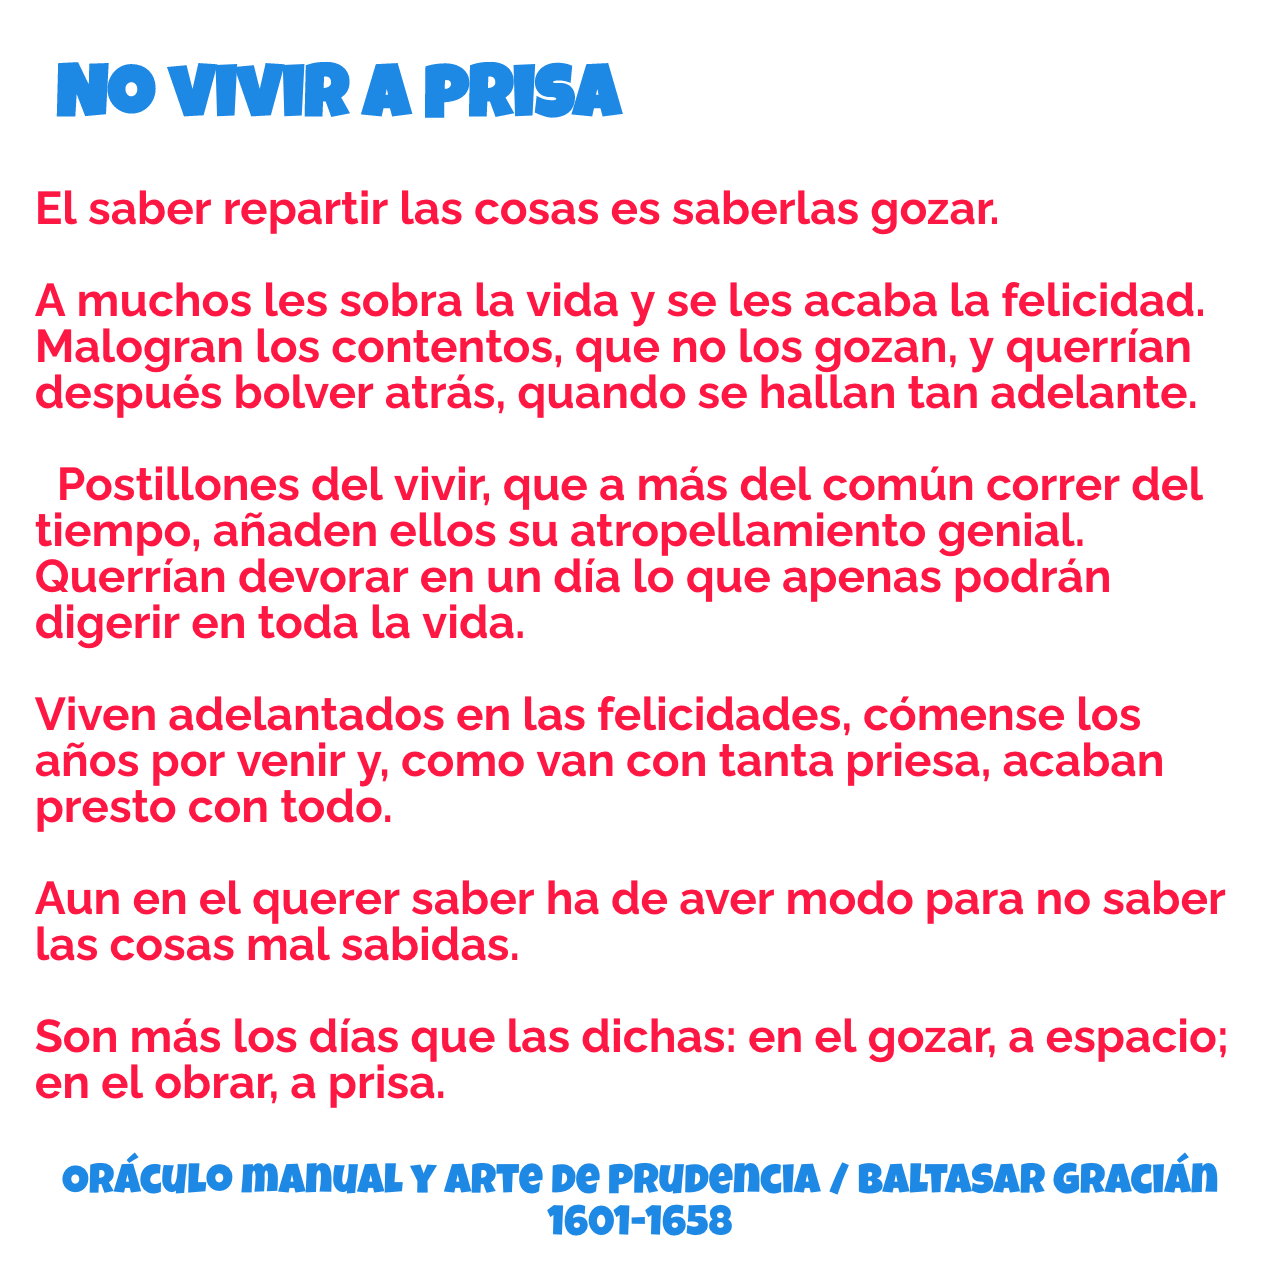 NO VIVIR A PRISA
El saber repartir las cosas es saberlas gozar.
A muchos les sobra la vida y se les acaba la felicidad.
Malogran los contentos, que no los gozan, y querrían
después bolver atrás, quando se hallan tan adelante.
Postillones del vivir, que a más del común correr del
tiempo, añaden ellos su atropellamiento genial.
Querrían devorar en un día lo que apenas podrán
digerir en toda la vida.
Viven adelantados en las felicidades, cómense los
años por venir y, como van con tanta priesa, acaban
presto con todo.
Aun en el querer saber ha de aver modo para no saber
las cosas mal sabidas.
Son más los días que las dichas: en el gozar, a espacio;
en el obrar, a prisa.
Oráculo manual y arte de prudencia / Baltasar Gracián
1601-1658